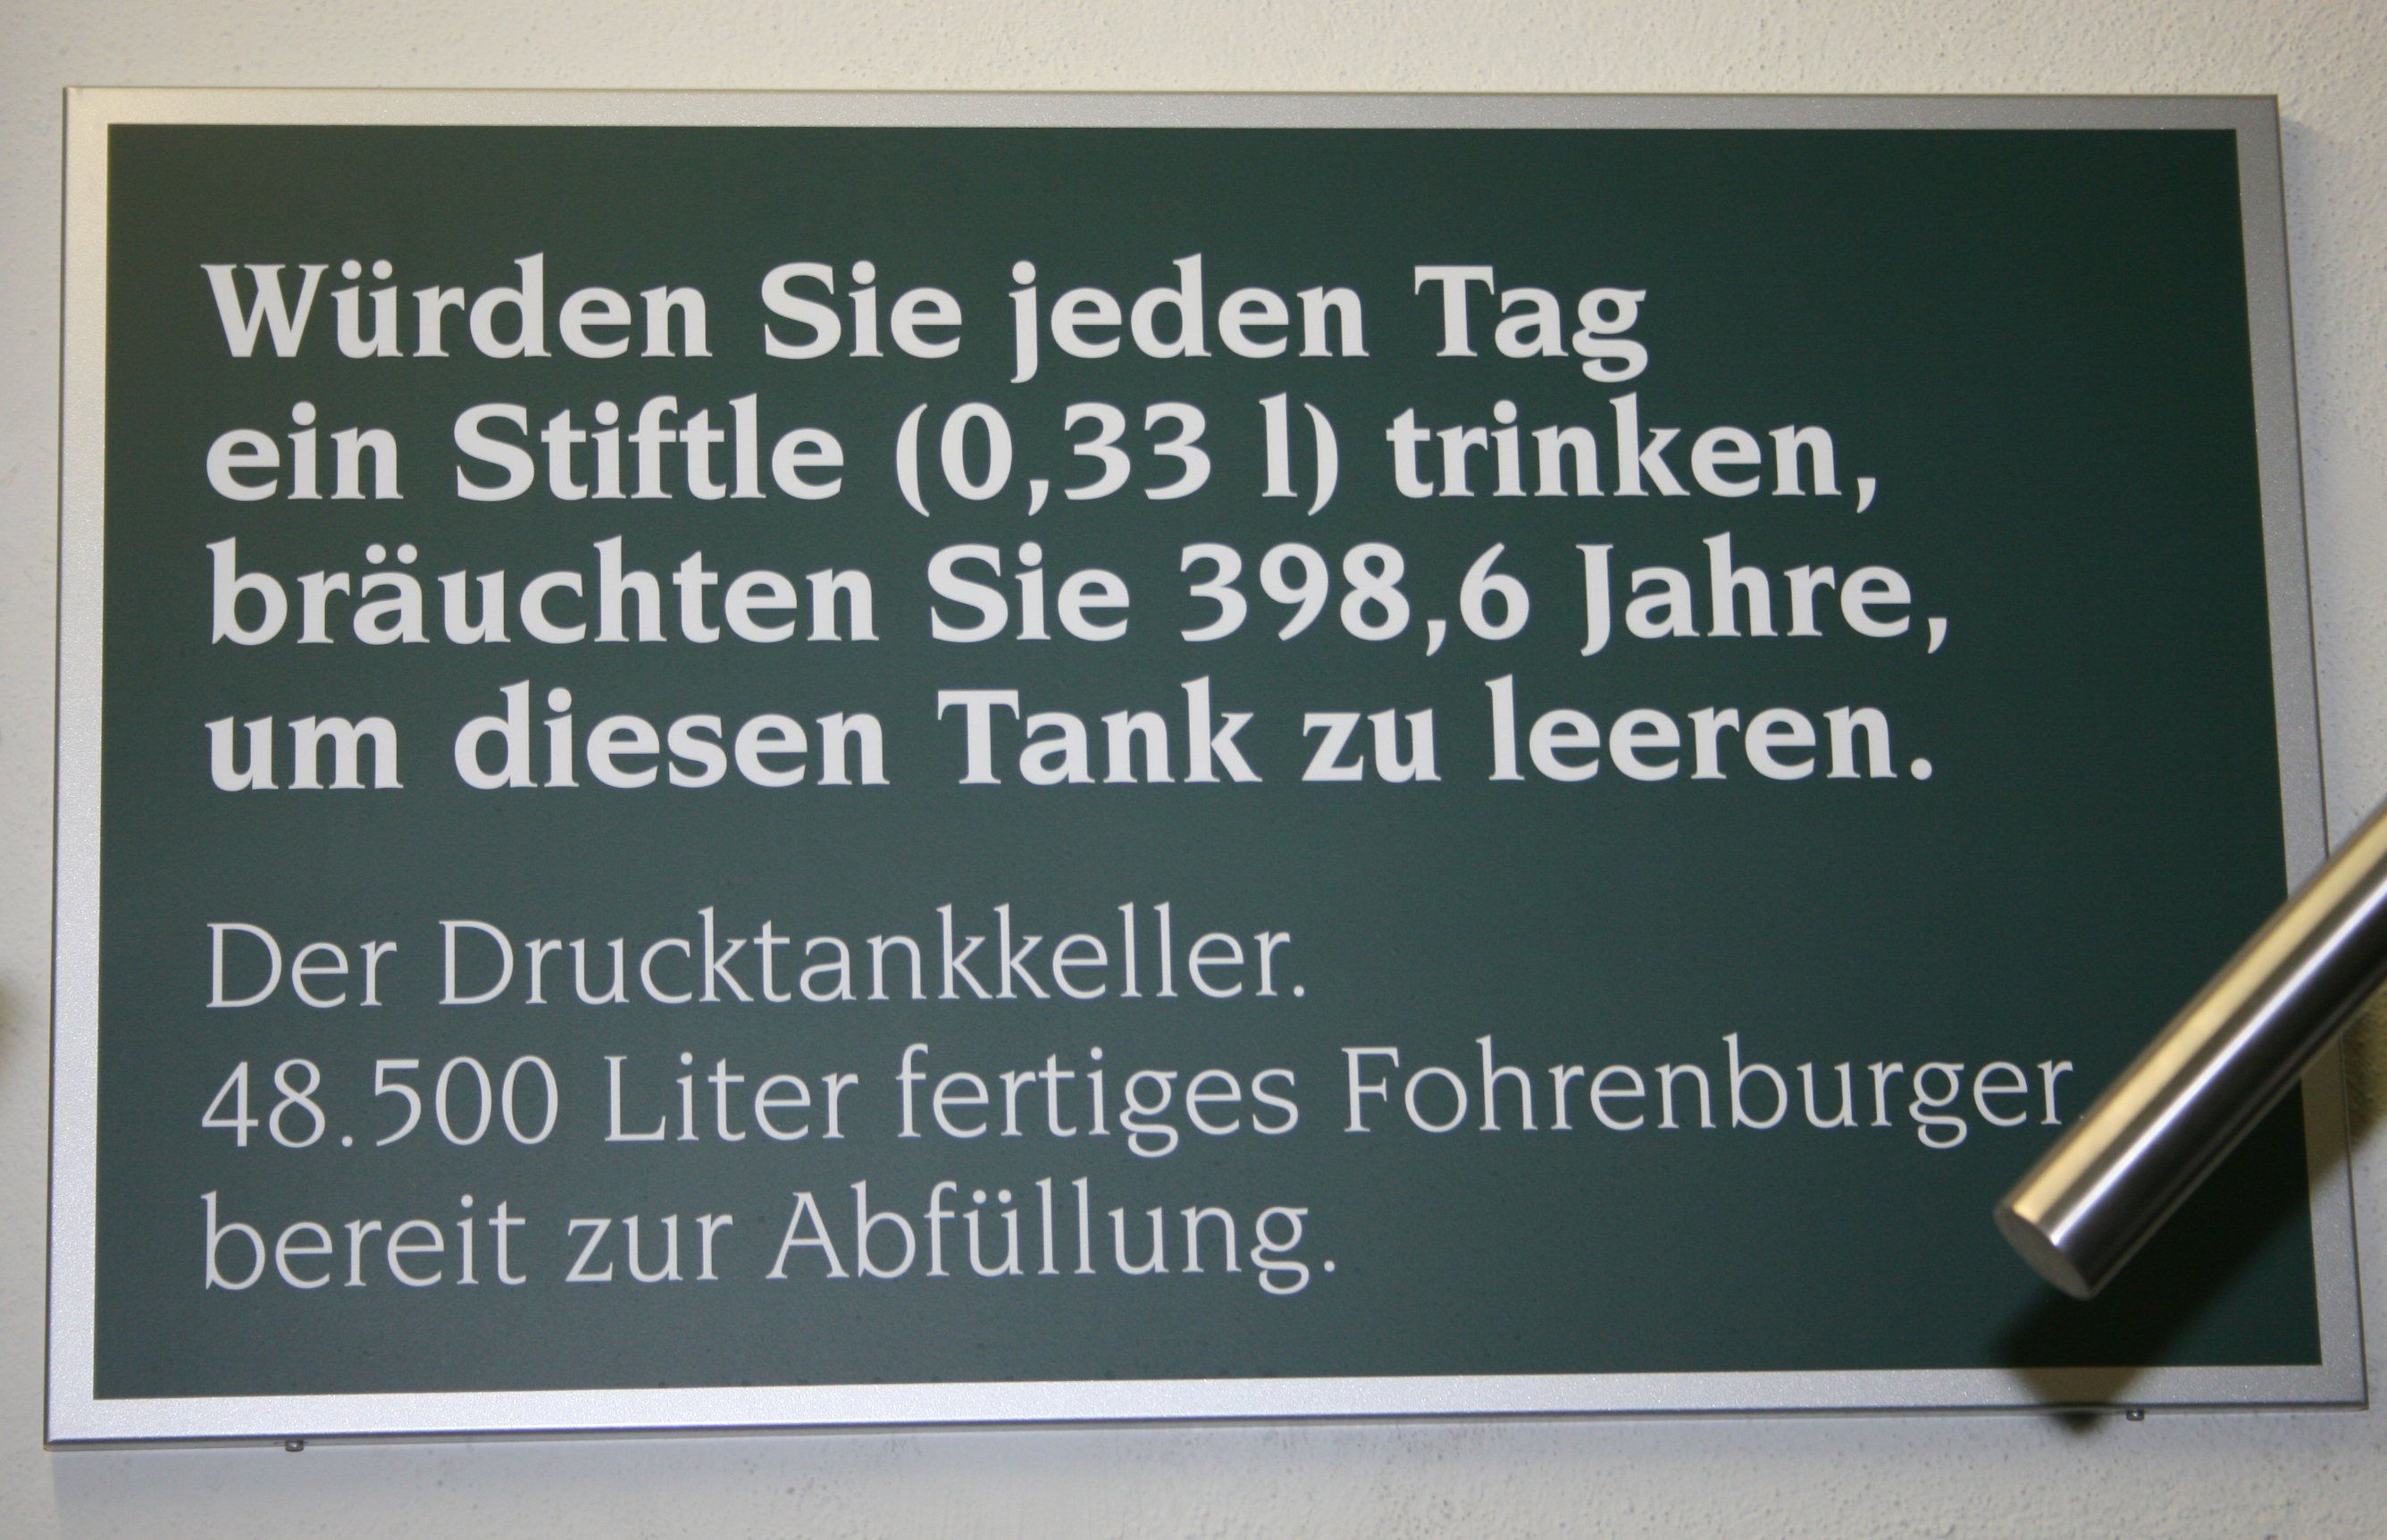 Würden Sie jeden Tag
ein Stiftle (0,33 l) trinken,
bräuchten Sie 398,6 Jahre,
um diesen Tank zu leeren.
Der Drucktankkeller.
48.500 Liter fertiges Fohrenburger.
bereit zur Abfüllung.